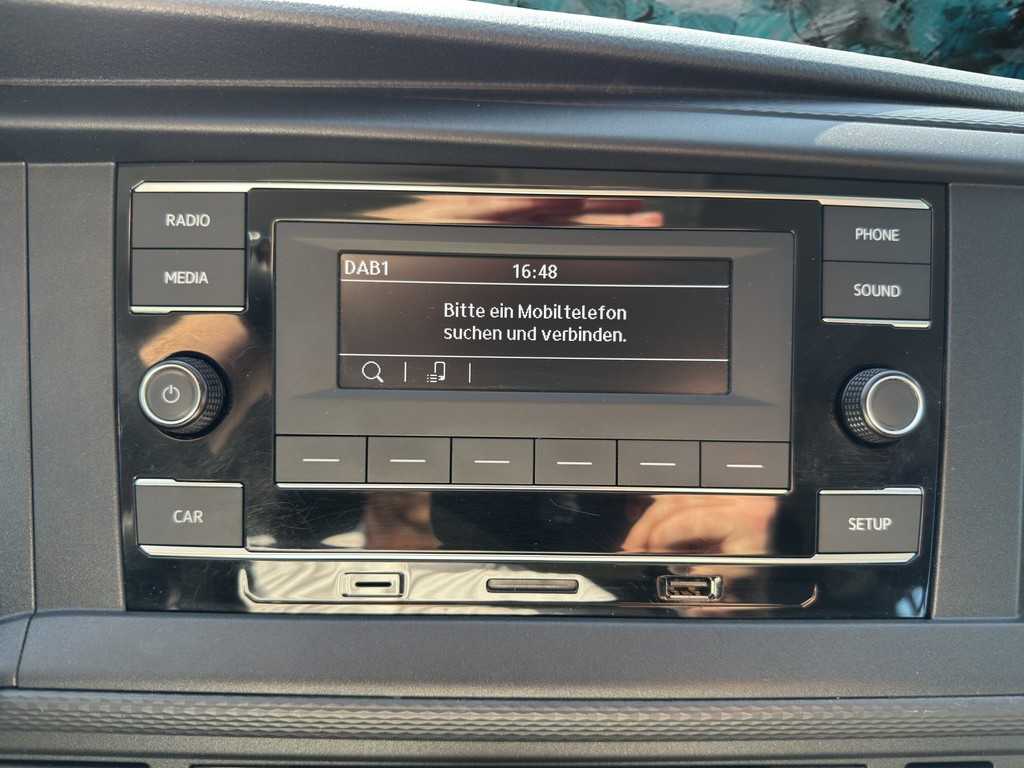 RADIO
PHONE
MEDIA
SOUND
DAB1 16:48
Bitte ein Mobiltelefon
suchen und verbinden.
CAR
SETUP